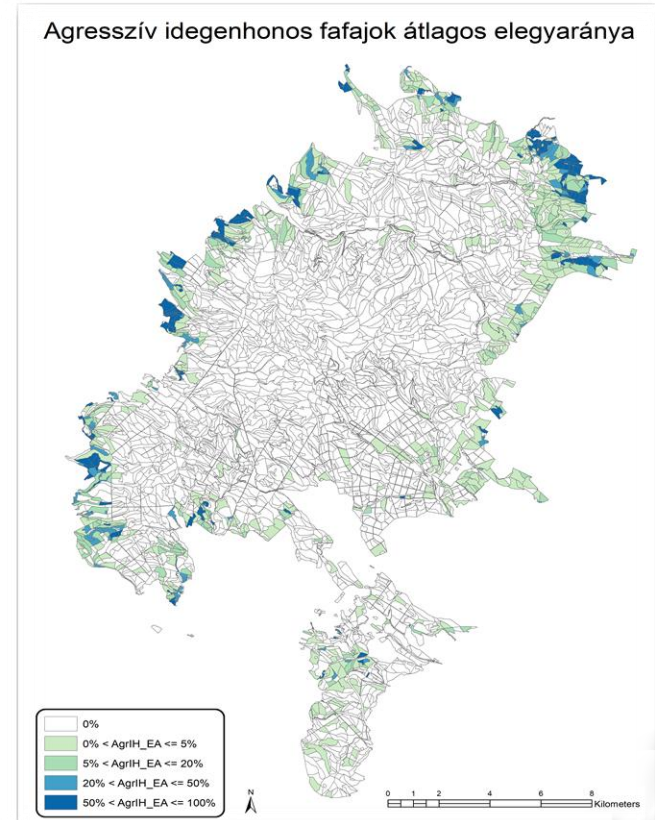 Agresszív idegenhonos fafajok átlagos elegyaránya
0%
0% < AgrIH_EA <= 5%
5% < AgrIH_EA <= 20%
20% < AgrIH_EA <= 50%
50% < AgrIH_EA <= 100%
N
0 1 2 4 6 8
Kilometers